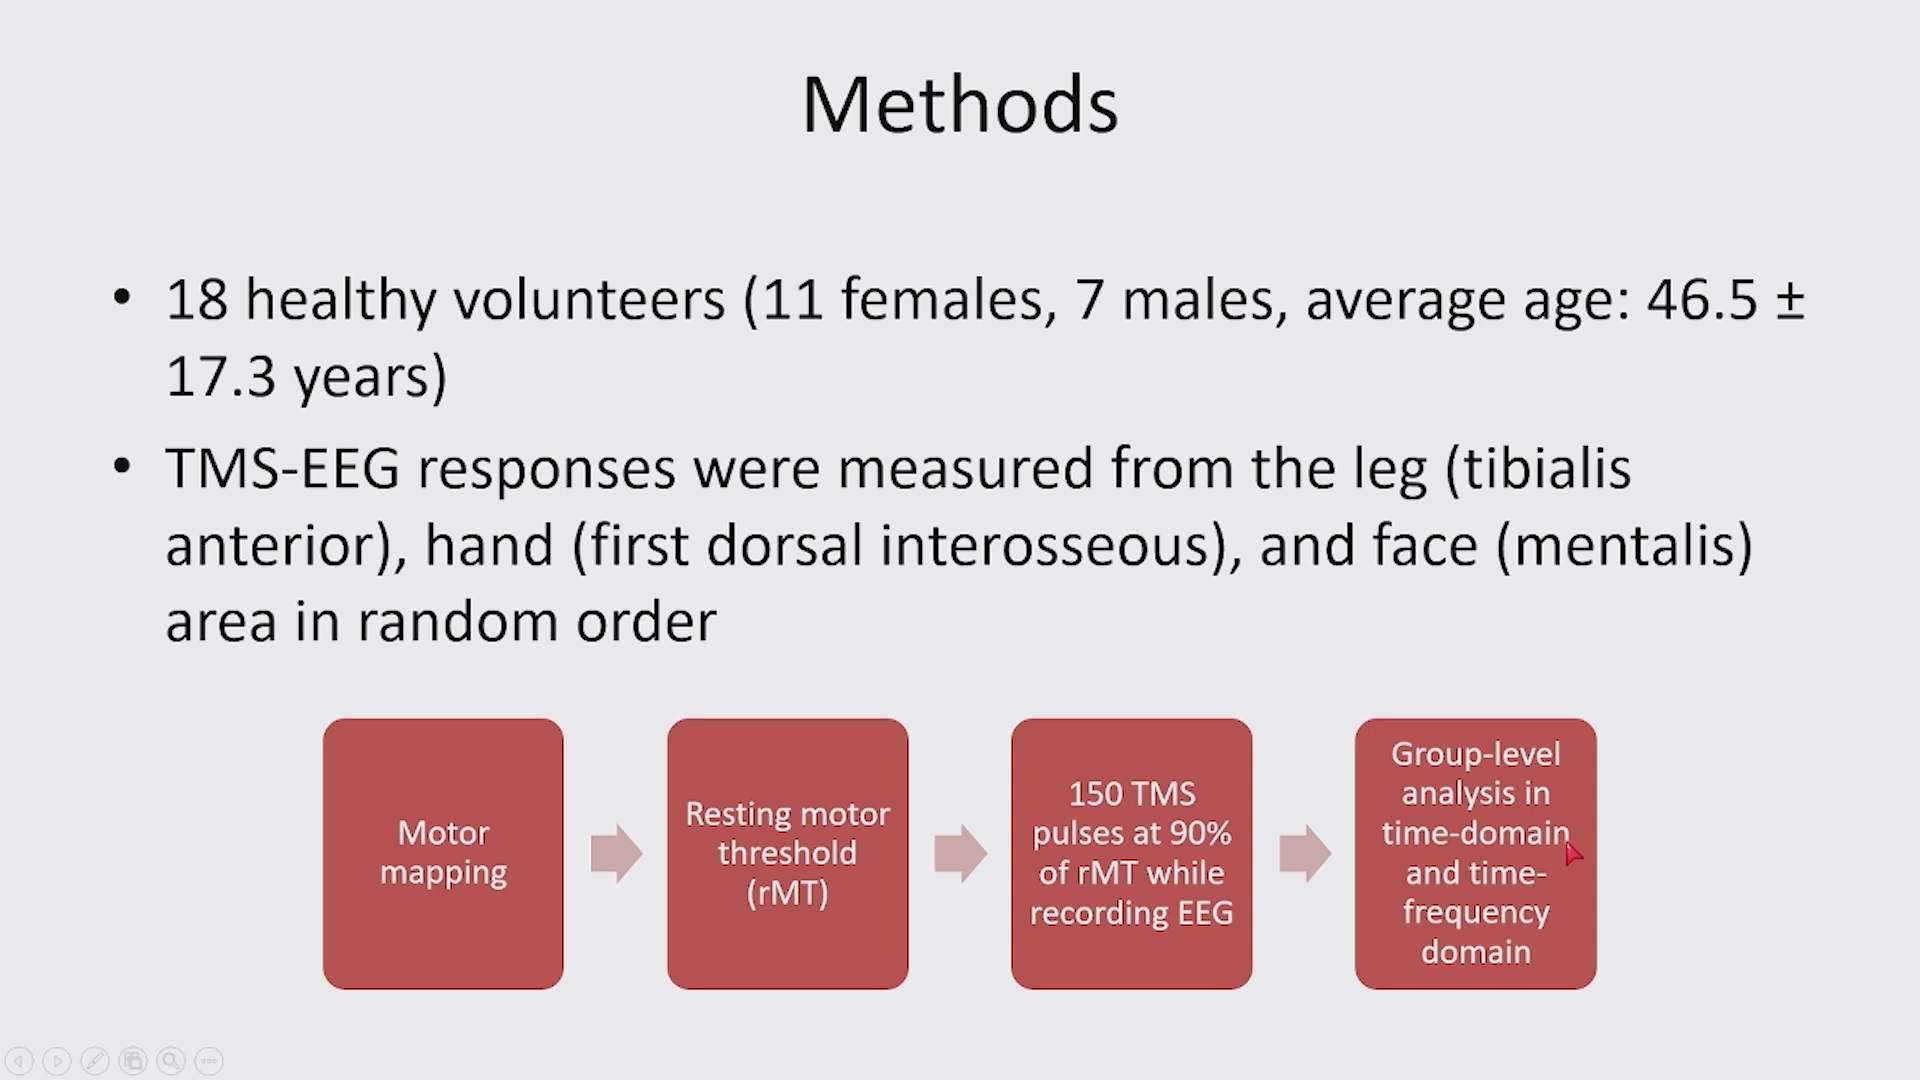 Methods
• 18 healthy volunteers (11 females, 7 males, average age: 46.5 ±
17.3 years)
• TMS-EEG responses were measured from the leg (tibialis
anterior), hand (first dorsal interosseous), and face (mentalis)
area in random order
Motor
mapping
Resting motor
threshold
(rMT)
150 TMS
pulses at 90%
of rMT while
recording EEG
Group-level
analysis in
time-domain
and time-
frequency
domain